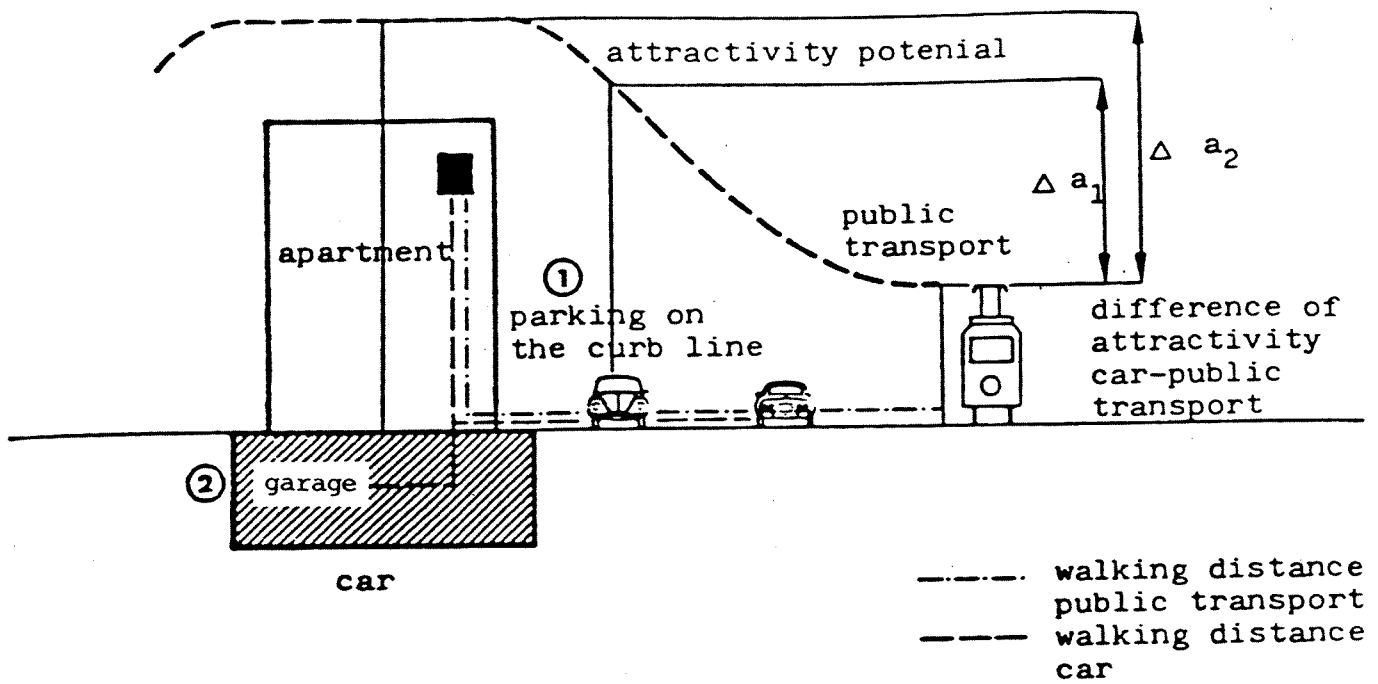 attractivity potenial
△ a2
△ a1
public
transport
apartment
①
parking on
the curb line
difference of
attractivity
car-public
transport
② garage
car
walking distance
public transport
walking distance
car